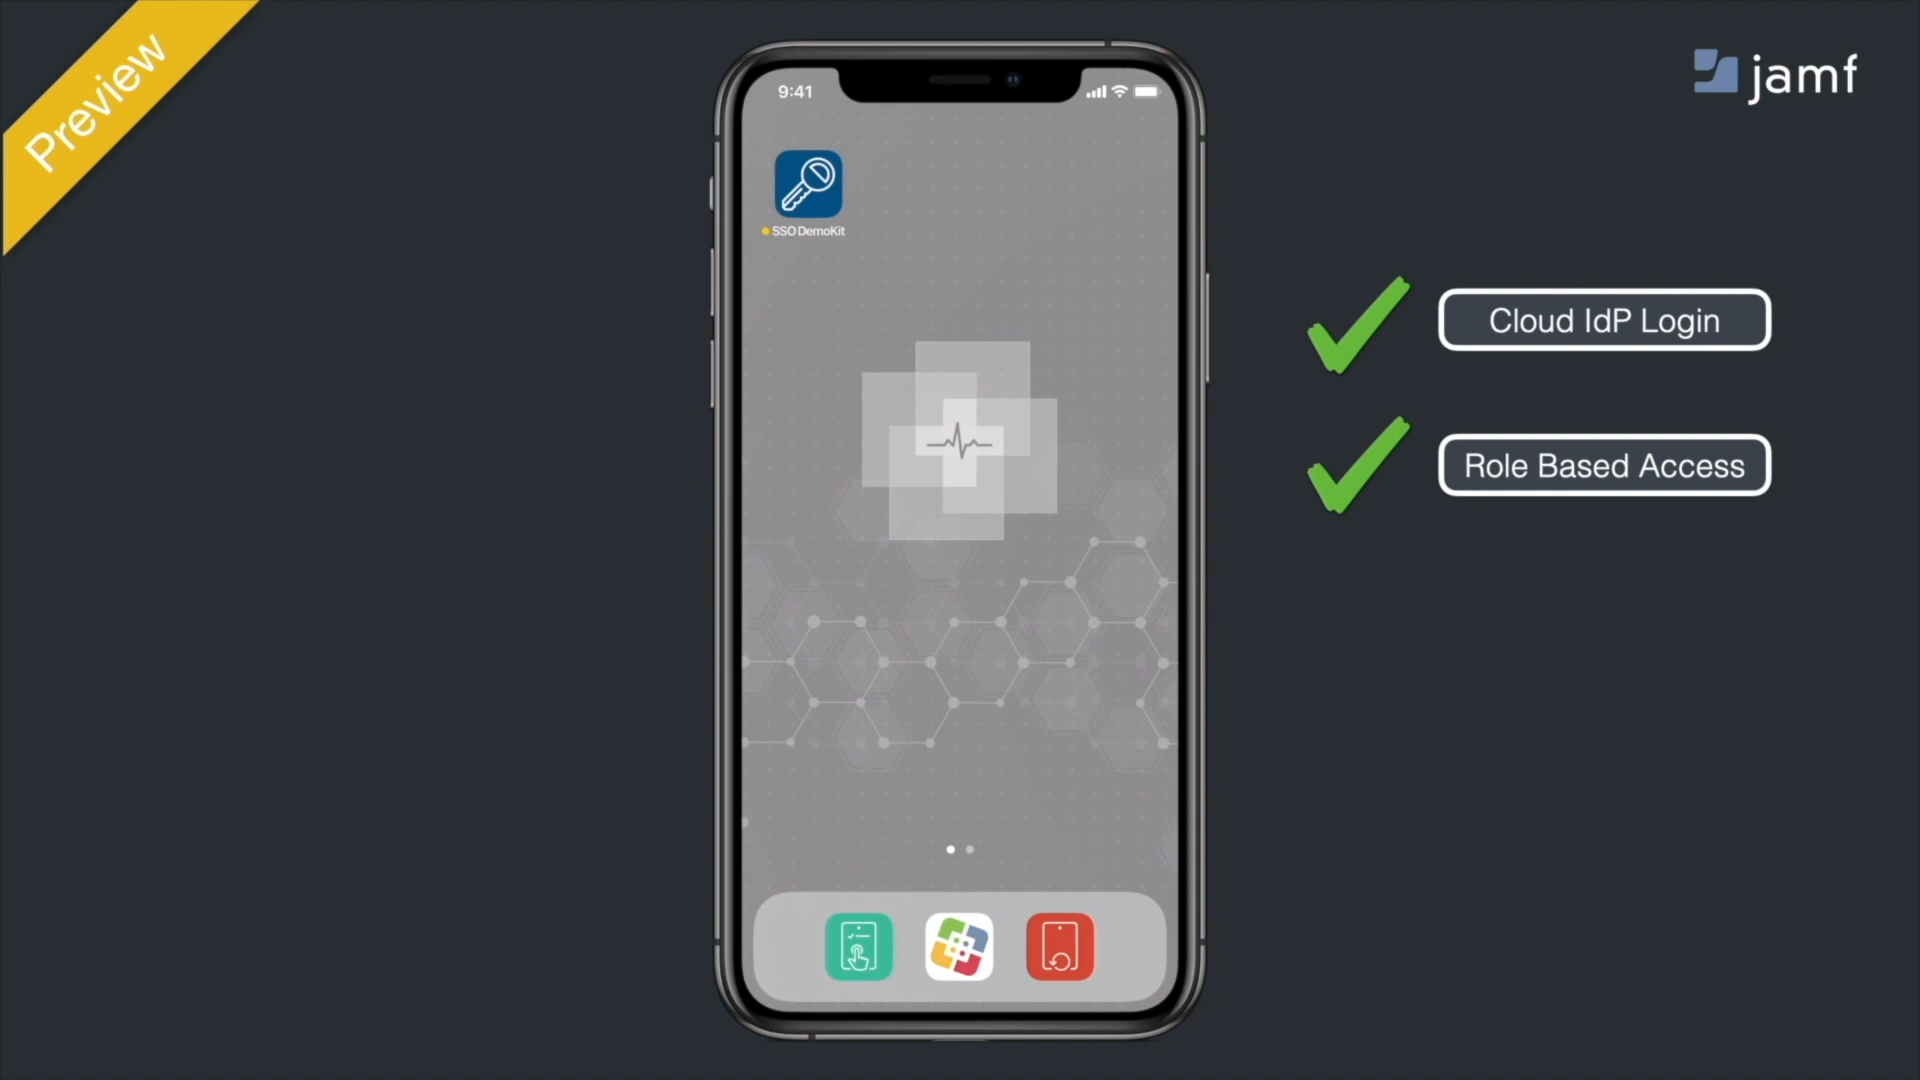 Preview
jamf
9:41
SSO DemoKit
Cloud IdP Login
Role Based Access